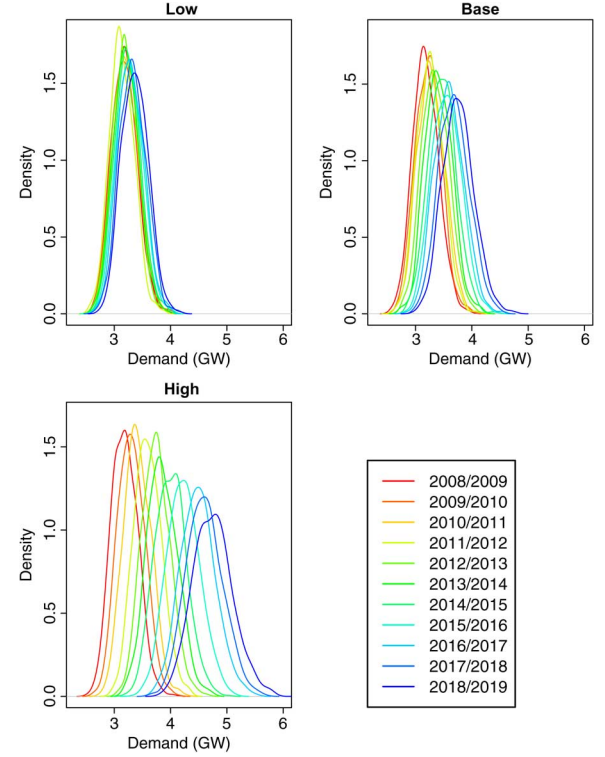 Low
Density
0.0 0.5 1.0 1.5
3 4 5 6
Demand (GW)
Base
Density
0.0 0.5 1.0 1.5
3 4 5 6
Demand (GW)
High
Density
0.0 0.5 1.0 1.5
3 4 5 6
Demand (GW)
2008/2009
2009/2010
2010/2011
2011/2012
2012/2013
2013/2014
2014/2015
2015/2016
2016/2017
2017/2018
2018/2019